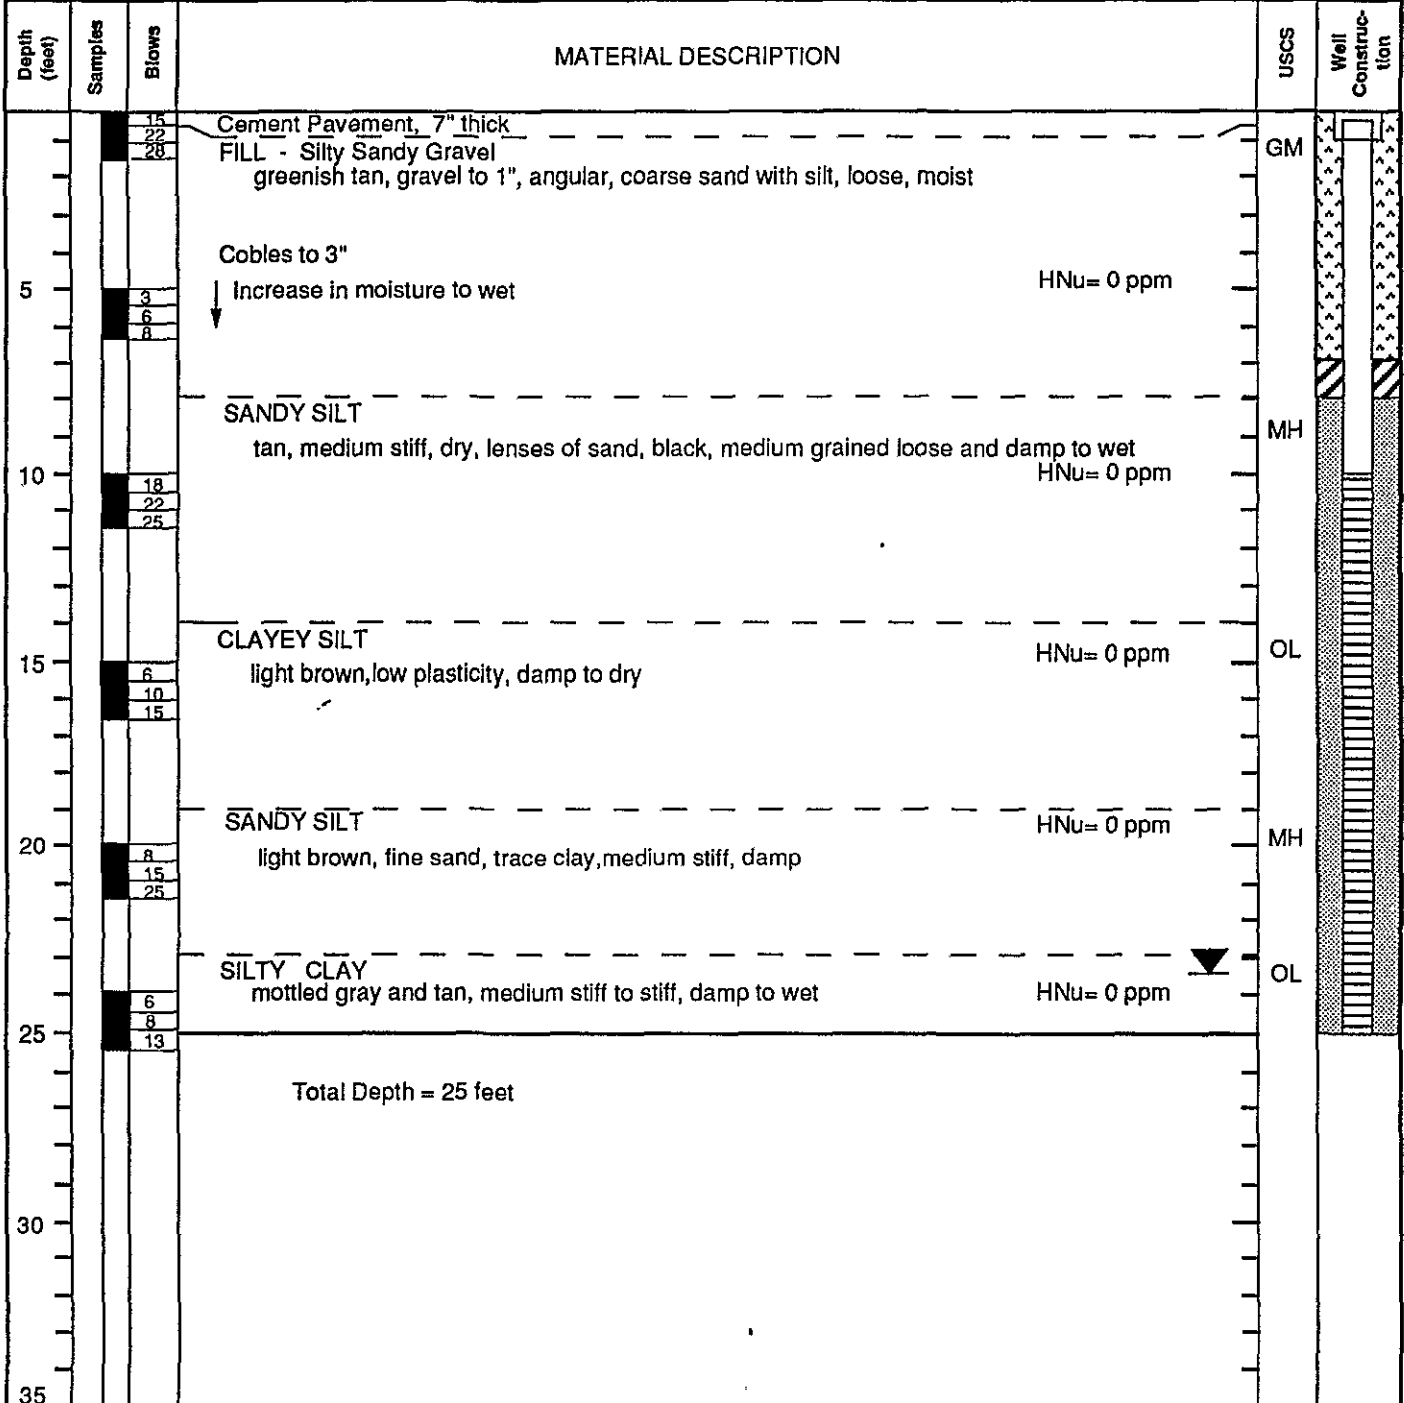 Depth (feet)
Samples
Blows
MATERIAL DESCRIPTION
USCS
Well Construc-tion
15
Cement Pavement, 7" thick
22
28
FILL - Silty Sandy Gravel
GM
greenish tan, gravel to 1", angular, coarse sand with silt, loose, moist
Cobles to 3"
5
3
Increase in moisture to wet
HNu= 0 ppm
6
8
SANDY SILT
MH
tan, medium stiff, dry, lenses of sand, black, medium grained loose and damp to wet
10
HNu= 0 ppm
18
22
25
CLAYEY SILT
HNu= 0 ppm
OL
15
6
light brown,low plasticity, damp to dry
10
15
SANDY SILT
HNu= 0 ppm
MH
20
8
light brown, fine sand, trace clay,medium stiff, damp
15
25
SILTY CLAY
OL
mottled gray and tan, medium stiff to stiff, damp to wet
HNu= 0 ppm
6
8
25
13
Total Depth = 25 feet
30
35